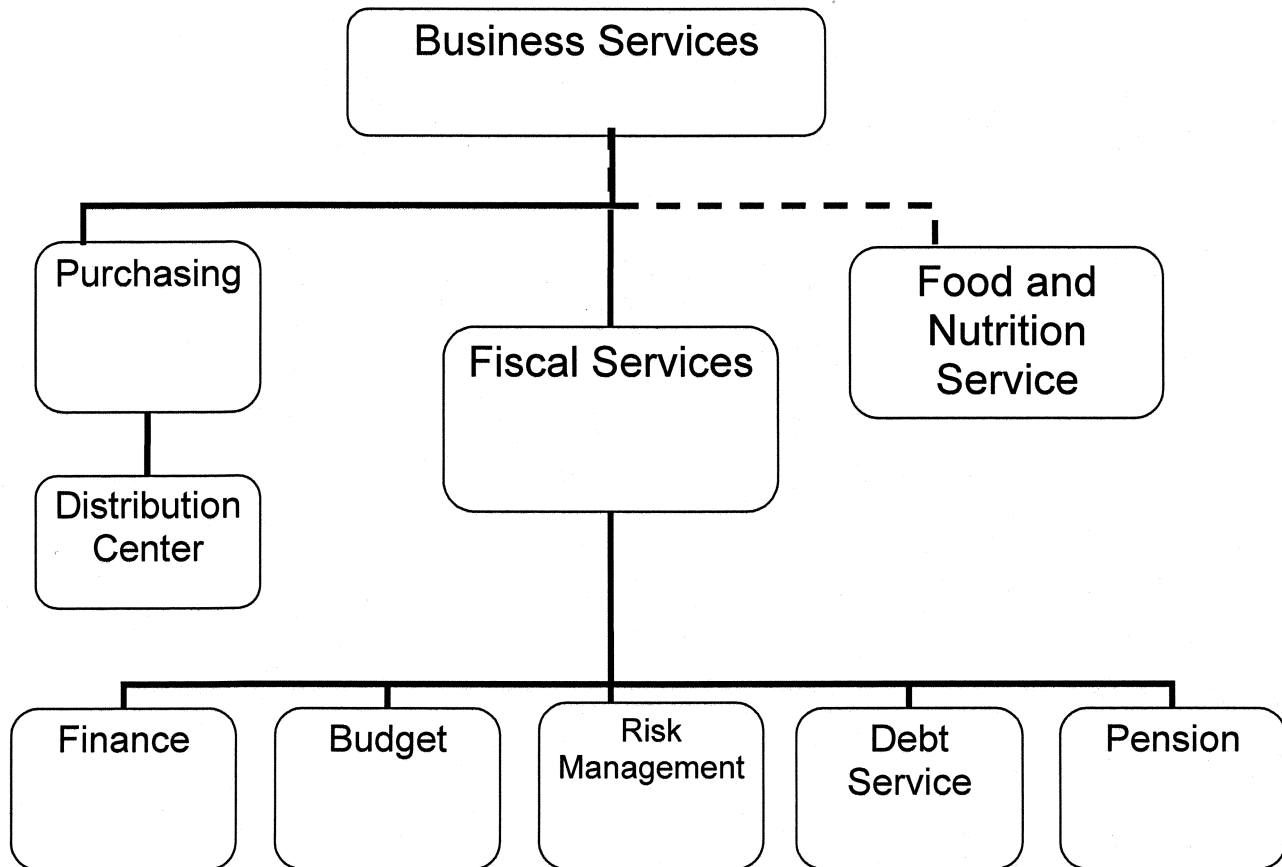 Business Services
Purchasing
Food and
Nutrition
Service
Fiscal Services
Distribution
Center
Finance
Budget
Risk
Management
Debt
Service
Pension